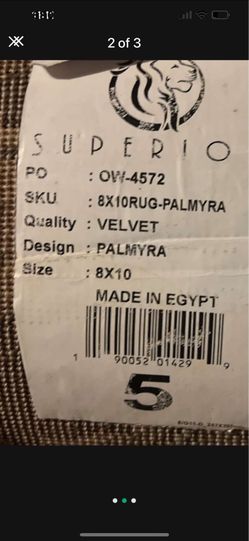 2 of 3
SUPERIO
PO : OW-4572
SKU : 8X10RUG-PALMYRA
Quality : VELVET
Design : PALMYRA
Size : 8X10
MADE IN EGYPT
1 90052 01429 9
5